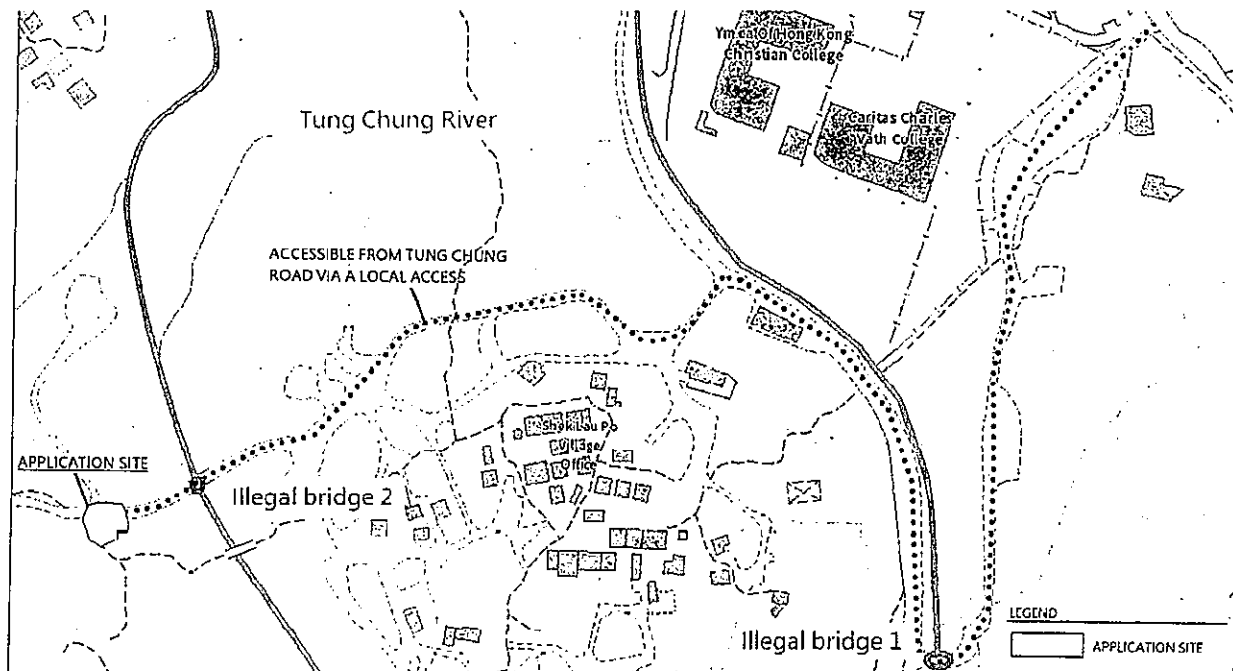 Ymca Of Hong Kong
Christian College
Tung Chung River
Caritas Charles
Vath College
ACCESSIBLE FROM TUNG CHUNG
ROAD VIA A LOCAL ACCESS
Shek Lau Po
Village
Office
APPLICATION SITE
Illegal bridge 2
Illegal bridge 1
LEGEND
APPLICATION SITE